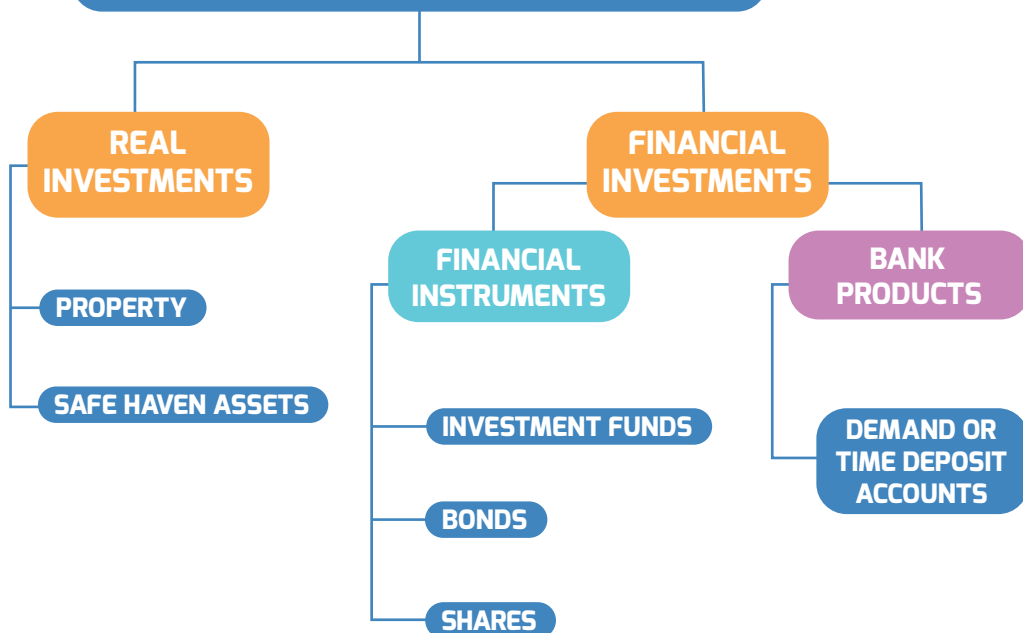 REAL
INVESTMENTS
FINANCIAL
INVESTMENTS
FINANCIAL
INSTRUMENTS
BANK
PRODUCTS
PROPERTY
SAFE HAVEN ASSETS
INVESTMENT FUNDS
DEMAND OR
TIME DEPOSIT
ACCOUNTS
BONDS
SHARES